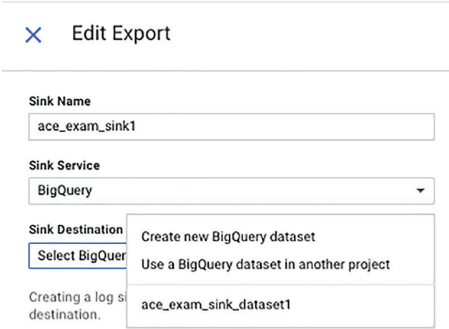 Edit Export
Sink Name
ace_exam_sink1
Sink Service
BigQuery
Sink Destination
Select BigQuer
Create new BigQuery dataset
Use a BigQuery dataset in another project
ace_exam_sink_dataset1
Creating a log si
destination.